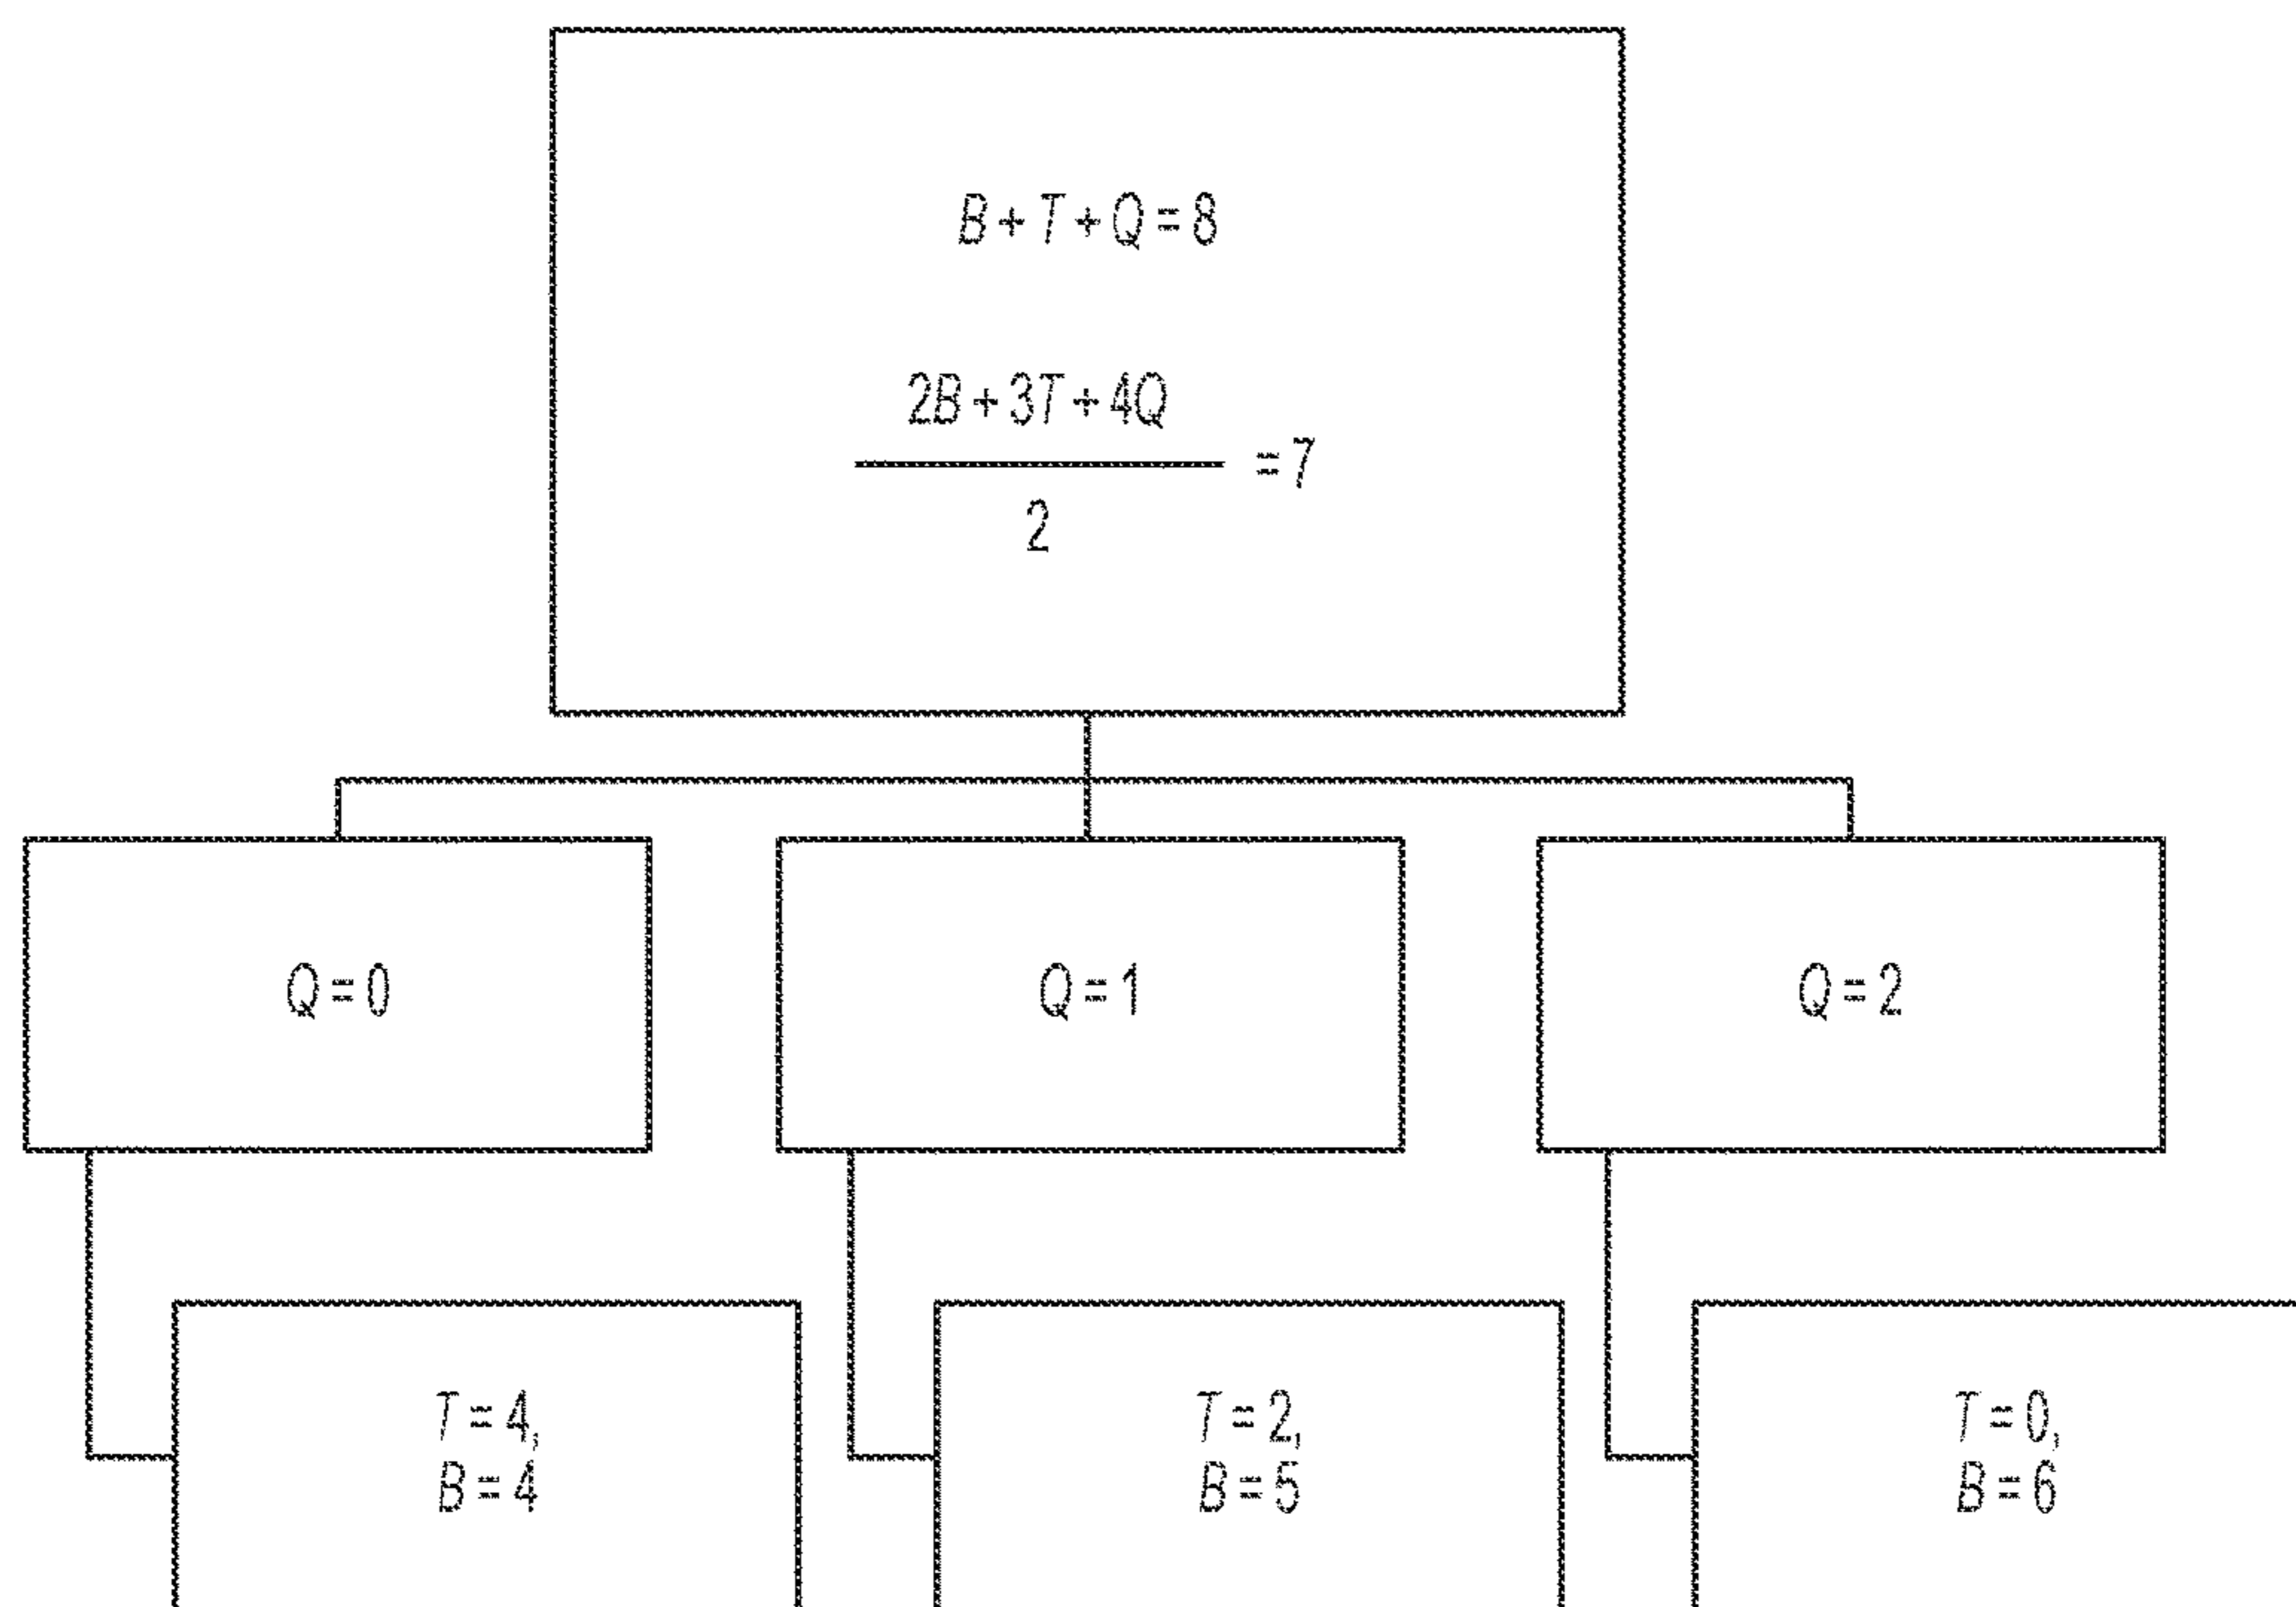 B + T + Q = 8
2B + 3T + 4Q
= 7
2
Q = 0
Q = 1
Q = 2
T = 4,
B = 4
T = 2,
B = 5
T = 0,
B = 6